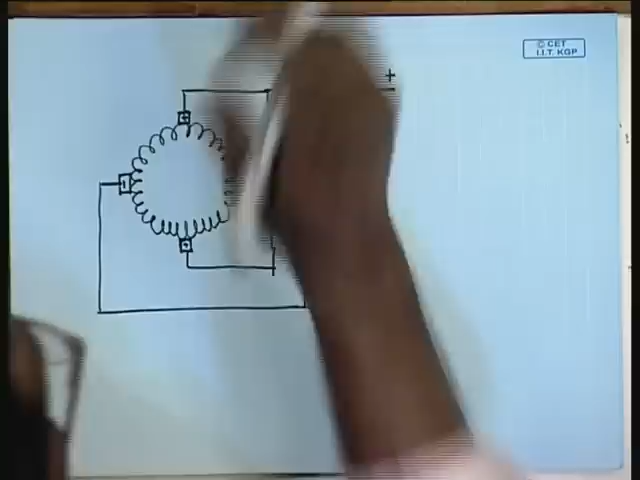 © CET
I.I.T. KGP
+
+
-
+